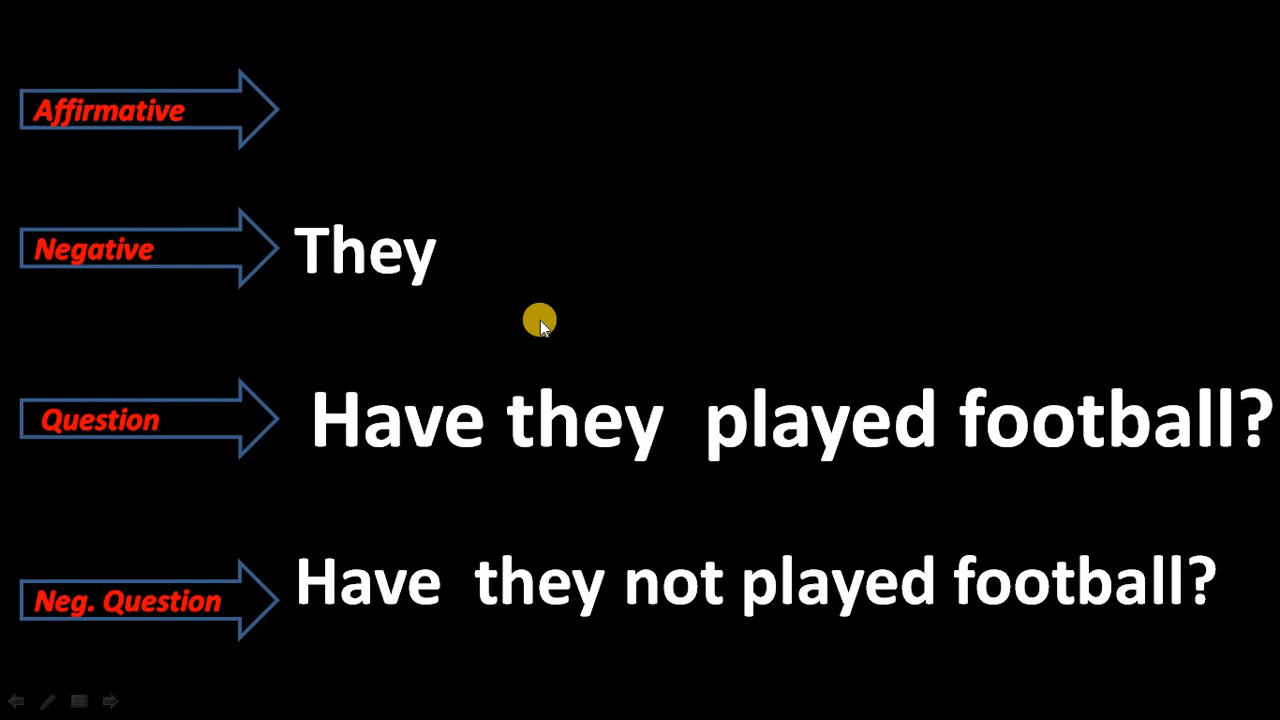 Affirmative
Negative
They
Question
Have they played football?
Neg. Question
Have they not played football?